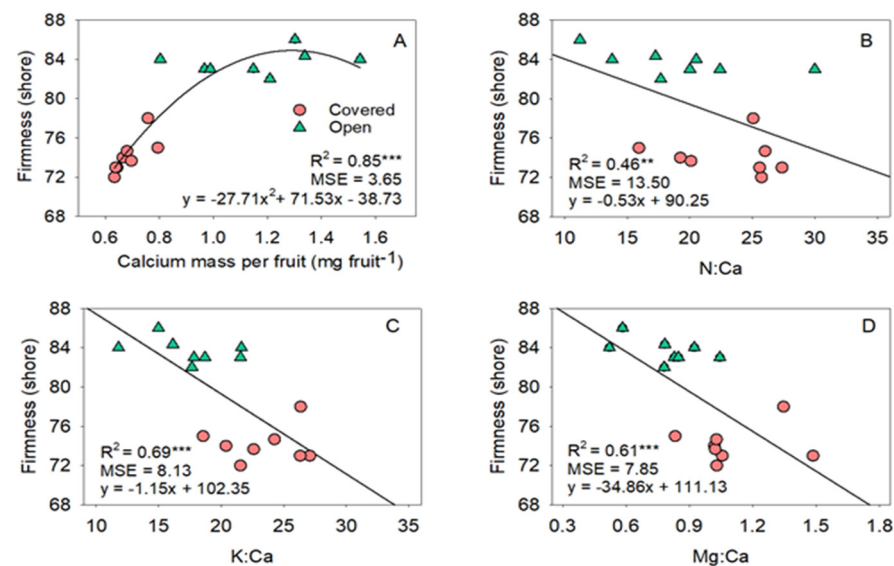 88
84
80
76
72
68
Firmness (shore)
A
Covered
Open
R² = 0.85***
MSE = 3.65
y = -27.71x²+ 71.53x - 38.73
0.6 0.8 1.0 1.2 1.4 1.6
Calcium mass per fruit (mg fruit⁻¹)
88
84
80
76
72
68
Firmness (shore)
B
R² = 0.46**
MSE = 13.50
y = -0.53x + 90.25
10 15 20 25 30 35
N:Ca
88
84
80
76
72
68
Firmness (shore)
C
R² = 0.69***
MSE = 8.13
y = -1.15x + 102.35
10 15 20 25 30 35
K:Ca
88
84
80
76
72
68
Firmness (shore)
D
R² = 0.61***
MSE = 7.85
y = -34.86x + 111.13
0.3 0.6 0.9 1.2 1.5 1.8
Mg:Ca